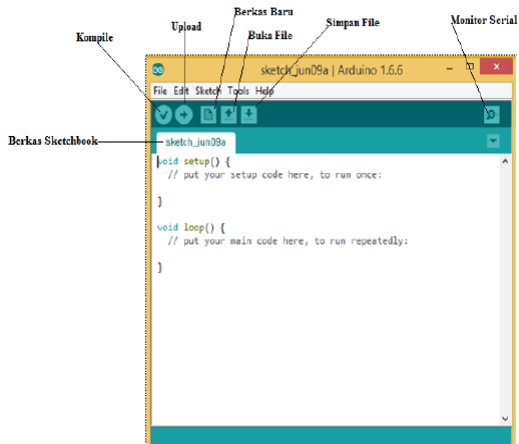 Berkas Baru
Upload
Simpan File
Monitor Serial
Kompile
Buka File
sketch_jun09a | Arduino 1.6.6
File Edit Sketch Tools Help
Berkas Sketchbook
sketch_jun09a
void setup() {
// put your setup code here, to run once:
}
void loop() {
// put your main code here, to run repeatedly:
}